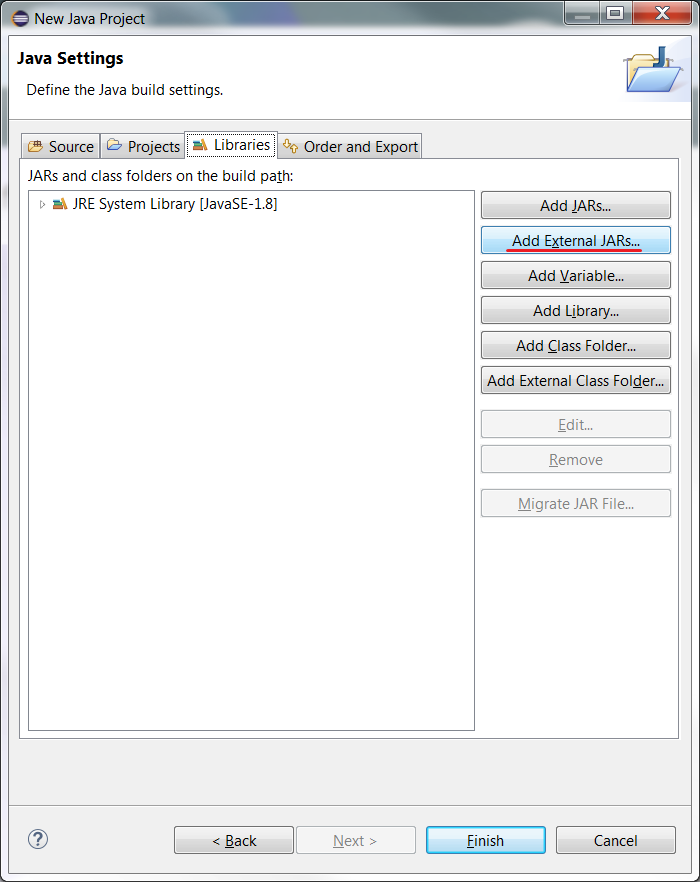 New Java Project
Java Settings
Define the Java build settings.
Source
Projects
Libraries
Order and Export
JARs and class folders on the build path:
JRE System Library [JavaSE-1.8]
Add JARs...
Add External JARs...
Add Variable...
Add Library...
Add Class Folder...
Add External Class Folder...
Edit...
Remove
Migrate JAR File...
?
< Back
Next >
Finish
Cancel